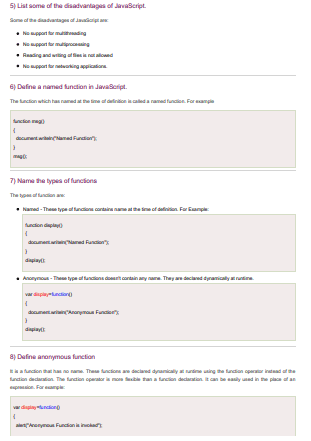 5) List some of the disadvantages of JavaScript.
Some of the disadvantages of JavaScript are:
No support for multithreading
No support for multiprocessing
Reading and writing of files is not allowed
No support for networking applications.
6) Define a named function in JavaScript.
The function which has named at the time of definition is called a named function. For example
function msg()
{
document.writeln("Named Function");
}
msg();
7) Name the types of functions
The types of function are:
Named - These type of functions contains name at the time of definition. For Example:
function display()
{
document.writeln("Named Function");
}
display();
Anonymous - These type of functions doesn't contain any name. They are declared dynamically at runtime.
var display=function()
{
document.writeln("Anonymous Function");
}
display();
8) Define anonymous function
It is a function that has no name. These functions are declared dynamically at runtime using the function operator instead of the
function declaration. The function operator is more flexible than a function declaration. It can be easily used in the place of an
expression. For example:
var display=function()
{
alert("Anonymous Function is invoked");